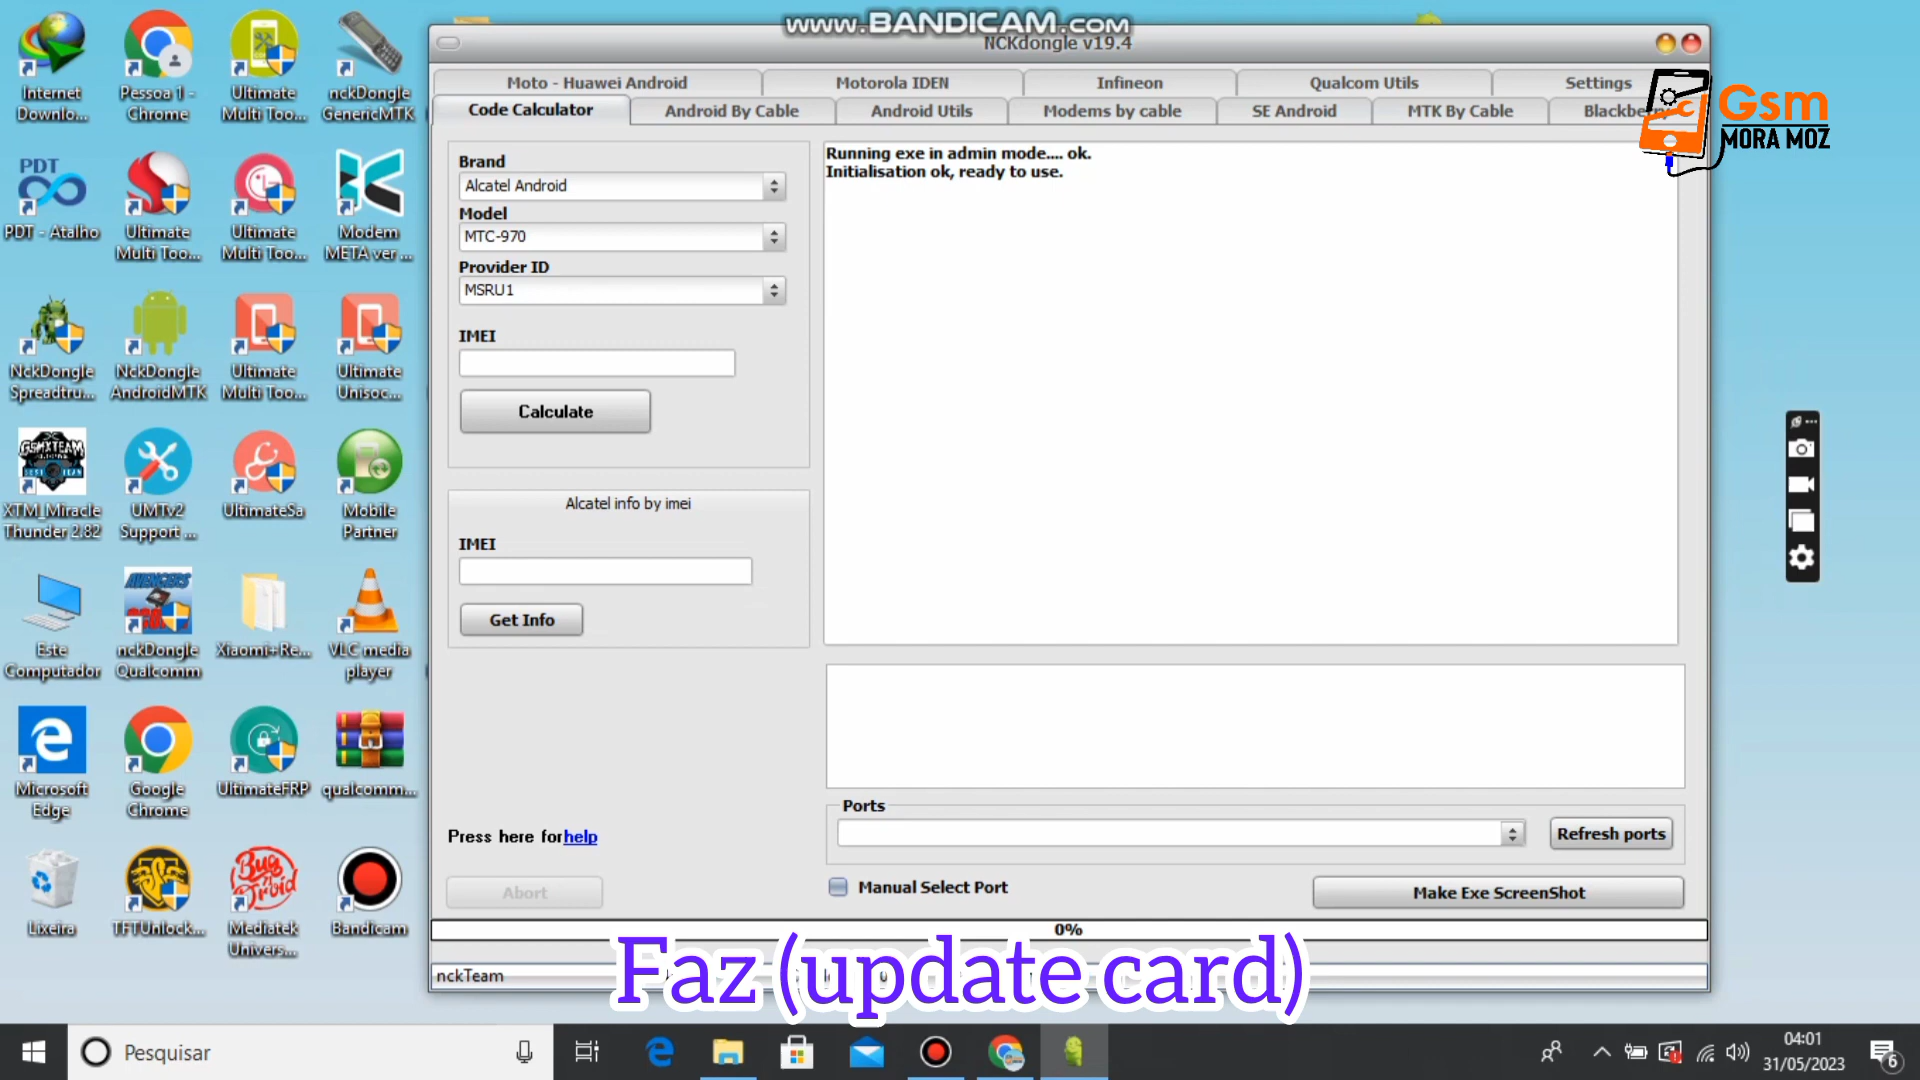 www.BANDICAM.com
NCKdongle v19.4
Moto - Huawei Android
Motorola IDEN
Infineon
Qualcom Utils
Settings
Code Calculator
Android By Cable
Android Utils
Modems by cable
SE Android
MTK By Cable
Gsm
MORA MOZ
Brand
Alcatel Android
Model
MTC-970
Provider ID
MSRU1
IMEI
Calculate
Alcatel info by imei
IMEI
Get Info
Running exe in admin mode.... ok.
Initialisation ok, ready to use.
Ports
Refresh ports
Press here for help
Manual Select Port
Abort
Make Exe ScreenShot
0%
nckTeam
Faz (update card)
Internet
Downlo...
Pessoa 1 -
Chrome
Ultimate
Multi Too...
nckDongle
GenericMTK
PDT
PDT - Atalho
Ultimate
Multi Too...
Ultimate
Multi Too...
Modem
META ver ...
NckDongle
Spreadtru...
NckDongle
AndroidMTK
Ultimate
Multi Too...
Ultimate
Unisoc...
GSMXTEAM
XTM_Miracle
Thunder 2.82
UMTv2
Support ...
UltimateSa
Mobile
Partner
Este
Computador
AVENGERS
nckDongle
Qualcomm
Xiaomi+Re...
VLC media
player
Microsoft
Edge
Google
Chrome
UltimateFRP
qualcomm...
Lixeira
TFTUnlock...
Bug
Droid
Mediatek
Univers...
Bandicam
Pesquisar
04:01
31/05/2023
6